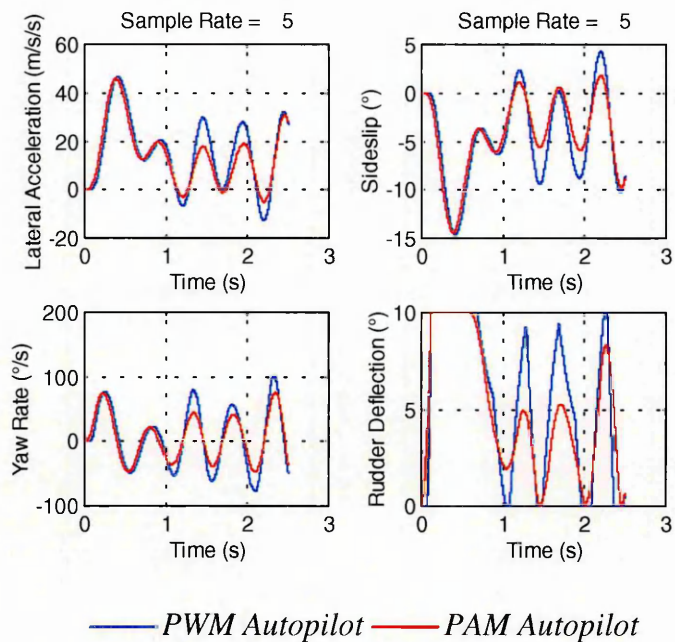 Sample Rate = 5
Lateral Acceleration (m/s/s)
60
40
20
0
-20
0 1 2 3
Time (s)
Sample Rate = 5
Sideslip (°)
5
0
-5
-10
-15
0 1 2 3
Time (s)
Yaw Rate (°/s)
200
100
0
-100
0 1 2 3
Time (s)
Rudder Deflection (°)
10
5
0
0 1 2 3
Time (s)
PWM Autopilot PAM Autopilot